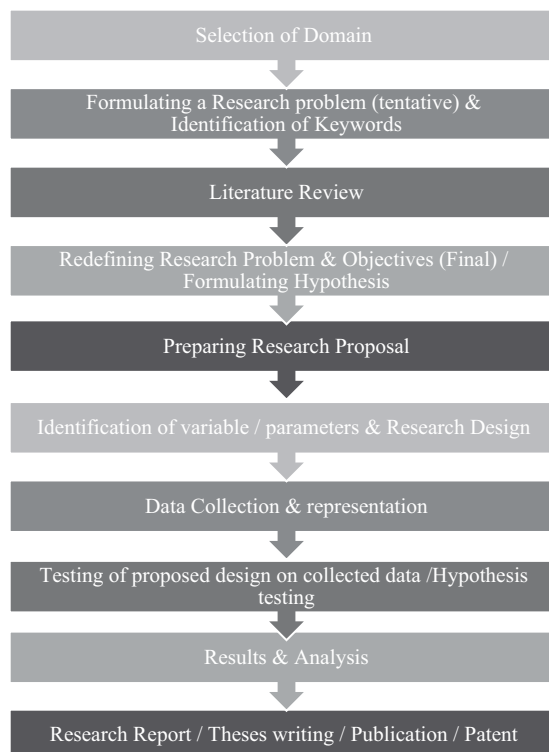 Selection of Domain
Formulating a Research problem (tentative) &
Identification of Keywords
Literature Review
Redefining Research Problem & Objectives (Final) /
Formulating Hypothesis
Preparing Research Proposal
Identification of variable / parameters & Research Design
Data Collection & representation
Testing of proposed design on collected data /Hypothesis
testing
Results & Analysis
Research Report / Theses writing / Publication / Patent